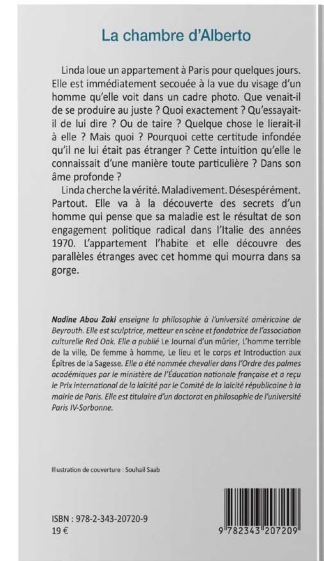 La chambre d'Alberto
Linda loue un appartement à Paris pour quelques jours.
Elle est immédiatement secouée à la vue du visage d'un
homme qu'elle voit dans un cadre photo. Que venait-il
de se produire au juste ? Quoi exactement ? Qu'essayait-
il de lui dire ? Ou de taire ? Quelque chose le lierait-il
à elle ? Mais quoi ? Pourquoi cette certitude infondée
qu'il ne lui était pas étranger ? Cette intuition qu'elle le
connaissait d'une manière toute particulière ? Dans son
âme profonde ?
Linda cherche la vérité. Maladivement. Désespérément.
Partout. Elle va à la découverte des secrets d'un
homme qui pense que sa maladie est le résultat de son
engagement politique radical dans l'Italie des années
1970. L'appartement l'habite et elle découvre des
parallèles étranges avec cet homme qui mourra dans sa
gorge.
Nadine Abou Zaki enseigne la philosophie à l'université américaine de
Beyrouth. Elle est sculptrice, metteur en scène et fondatrice de l'association
culturelle Red Oak. Elle a publié Le Journal d'un mûrier, L'homme terrible
de la ville, De femme à homme, Le lieu et le corps et Introduction aux
Épîtres de la Sagesse. Elle a été nommée chevalier dans l'Ordre des palmes
académiques par le ministère de l'Éducation nationale française et a reçu
le Prix international de la laïcité par le Comité de la laïcité républicaine à la
mairie de Paris. Elle est titulaire d'un doctorat en philosophie de l'université
Paris IV-Sorbonne.
Illustration de couverture : Souhail Saab
ISBN : 978-2-343-20720-9
19 €
9 782343 207209